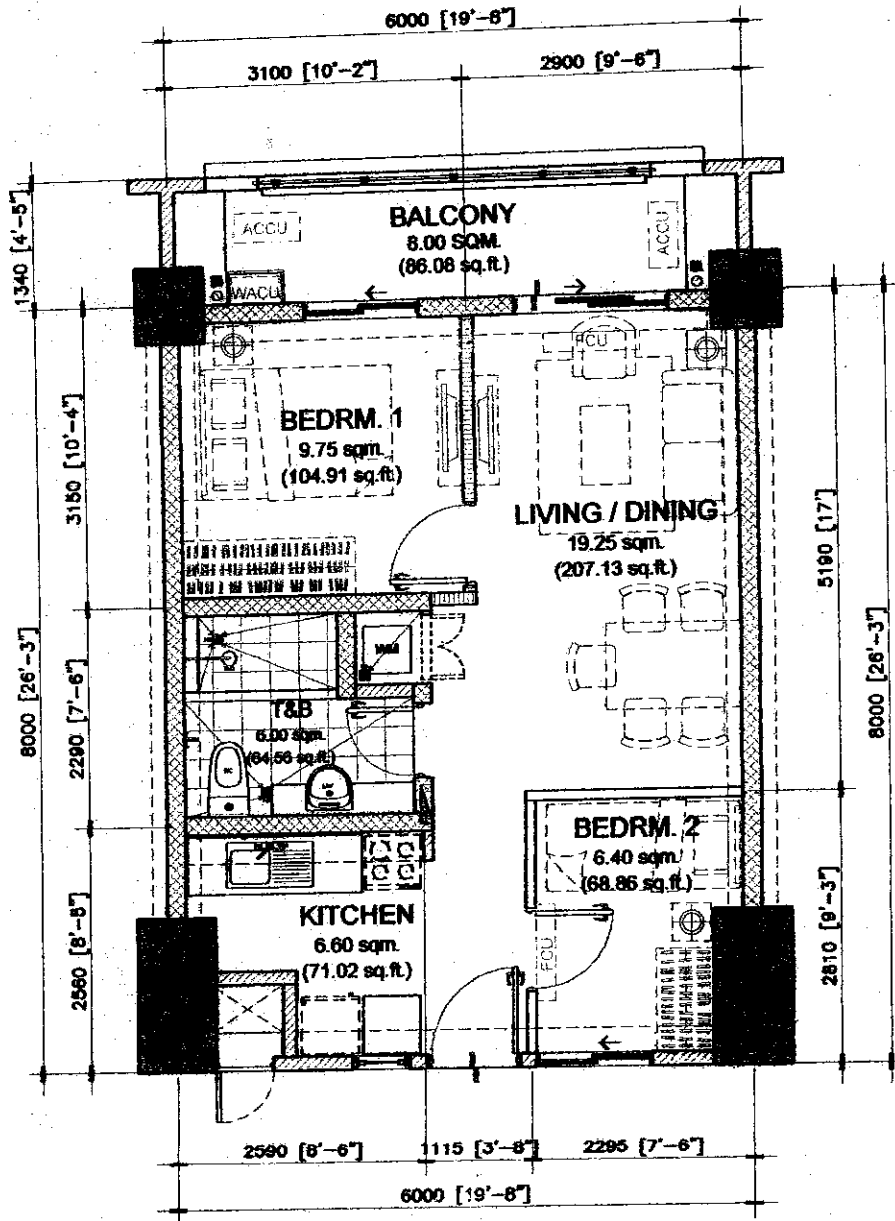 6000 [19'-8"]
3100 [10'-2"]
2900 [9'-6"]
1340 [4'-5"]
ACCU
BALCONY
8.00 SQM.
(86.08 sq.ft.)
ACCU
WACU
FCU
3150 [10'-4"]
BEDRM. 1
9.75 sqm.
(104.91 sq.ft.)
LIVING / DINING
19.25 sqm.
(207.13 sq.ft.)
5190 [17']
8000 [26'-3"]
2290 [7'-6"]
T&B
6.00 sqm.
(64.56 sq.ft.)
8000 [26'-3"]
BEDRM. 2
6.40 sqm.
(68.86 sq.ft.)
KITCHEN
6.60 sqm.
(71.02 sq.ft.)
FCU
2560 [8'-5"]
2810 [9'-3"]
2590 [8'-6"]
1115 [3'-8"]
2295 [7'-6"]
6000 [19'-8"]